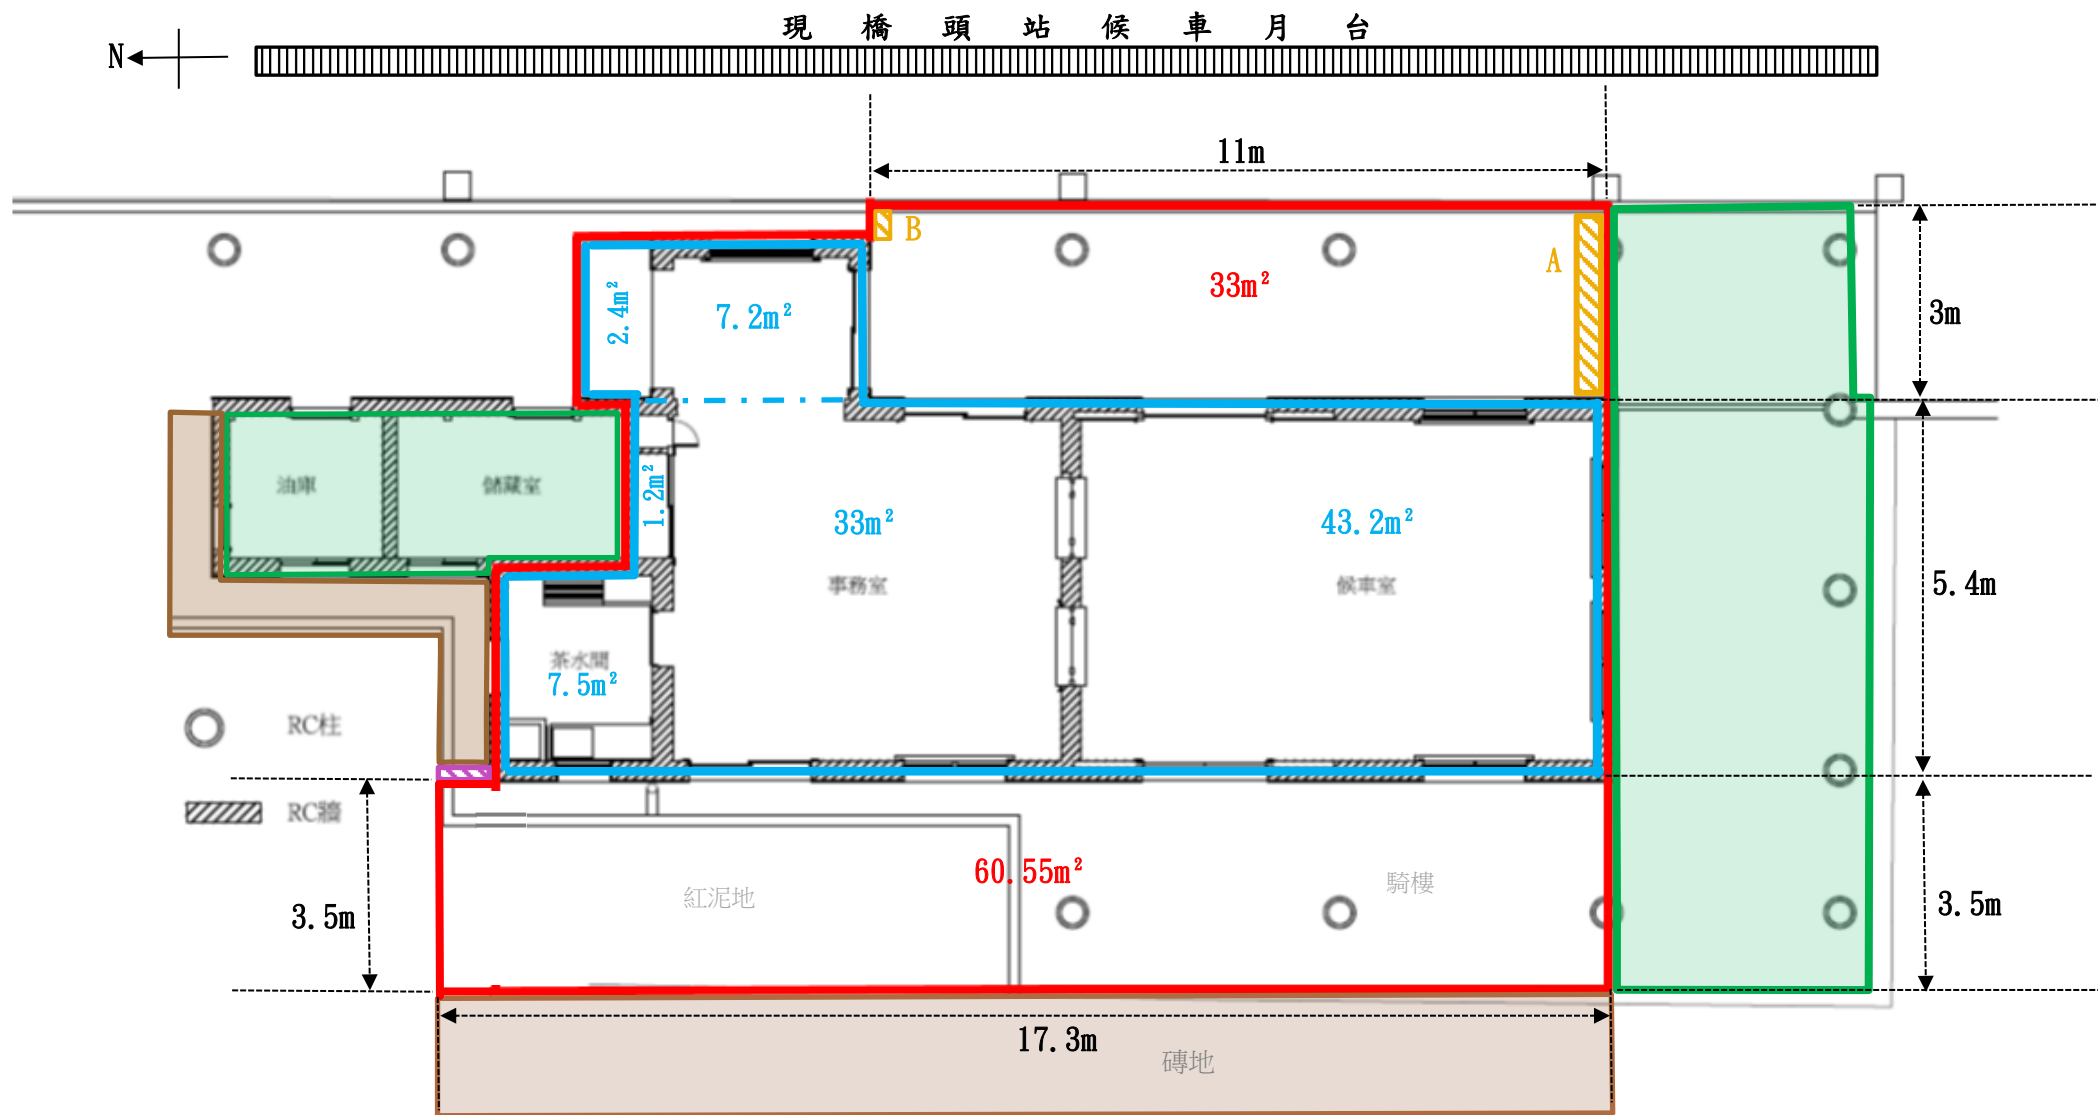 現橋頭站候車月台
N
11m
B
A
33m²
3m
2.4m²
7.2m²
油庫
儲藏室
1.2m²
33m²
43.2m²
事務室
候車室
5.4m
茶水間
7.5m²
RC柱
RC牆
60.55m²
紅泥地
騎樓
3.5m
3.5m
17.3m
磚地